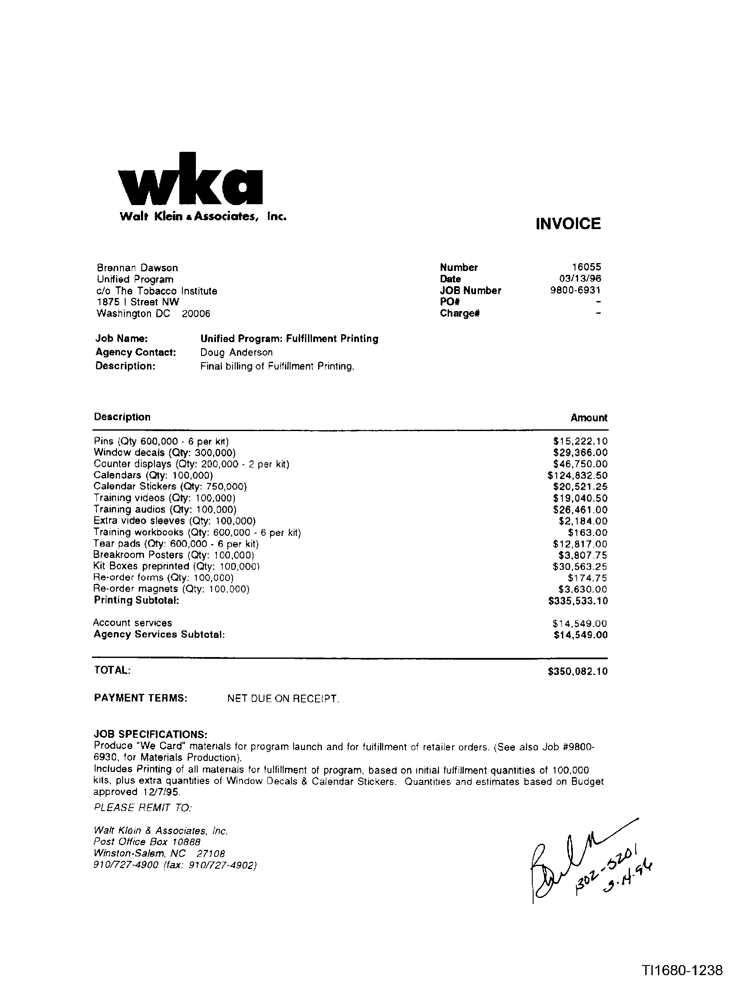 wka
Walt Klein & Associates, Inc.
INVOICE
Brennan Dawson
Unified Program
c/o The Tobacco Institute
1875 I Street NW
Washington DC 20006
Number 16055
Date 03/13/96
JOB Number 9800-6931
PO# -
Charge# -
Job Name: Unified Program: Fulfillment Printing
Agency Contact: Doug Anderson
Description: Final billing of Fulfillment Printing.
Description Amount
Pins (Qty 600,000 - 6 per kit) $15,222.10
Window decals (Qty: 300,000) $29,366.00
Counter displays (Qty: 200,000 - 2 per kit) $46,750.00
Calendars (Qty: 100,000) $124,832.50
Calendar Stickers (Qty: 750,000) $20,521.25
Training videos (Qty: 100,000) $19,040.50
Training audios (Qty: 100,000) $26,461.00
Extra video sleeves (Qty: 100,000) $2,184.00
Training workbooks (Qty: 600,000 - 6 per kit) $163.00
Tear pads (Qty: 600,000 - 6 per kit) $12,817.00
Breakroom Posters (Qty: 100,000) $3,807.75
Kit Boxes preprinted (Qty: 100,000) $30,563.25
Re-order forms (Qty: 100,000) $174.75
Re-order magnets (Qty: 100,000) $3,630.00
Printing Subtotal: $335,533.10
Account services $14,549.00
Agency Services Subtotal: $14,549.00
TOTAL: $350,082.10
PAYMENT TERMS: NET DUE ON RECEIPT.
JOB SPECIFICATIONS:
Produce "We Card" materials for program launch and for fulfillment of retailer orders. (See also Job #9800-
6930, for Materials Production).
Includes Printing of all materials for fulfillment of program, based on initial fulfillment quantities of 100,000
kits, plus extra quantities of Window Decals & Calendar Stickers. Quantities and estimates based on Budget
approved 12/7/95.
PLEASE REMIT TO:
Walt Klein & Associates, Inc.
Post Office Box 10888
Winston-Salem, NC 27108
910/727-4900 (fax: 910/727-4902)
302-5201
3.14.96
TI1680-1238